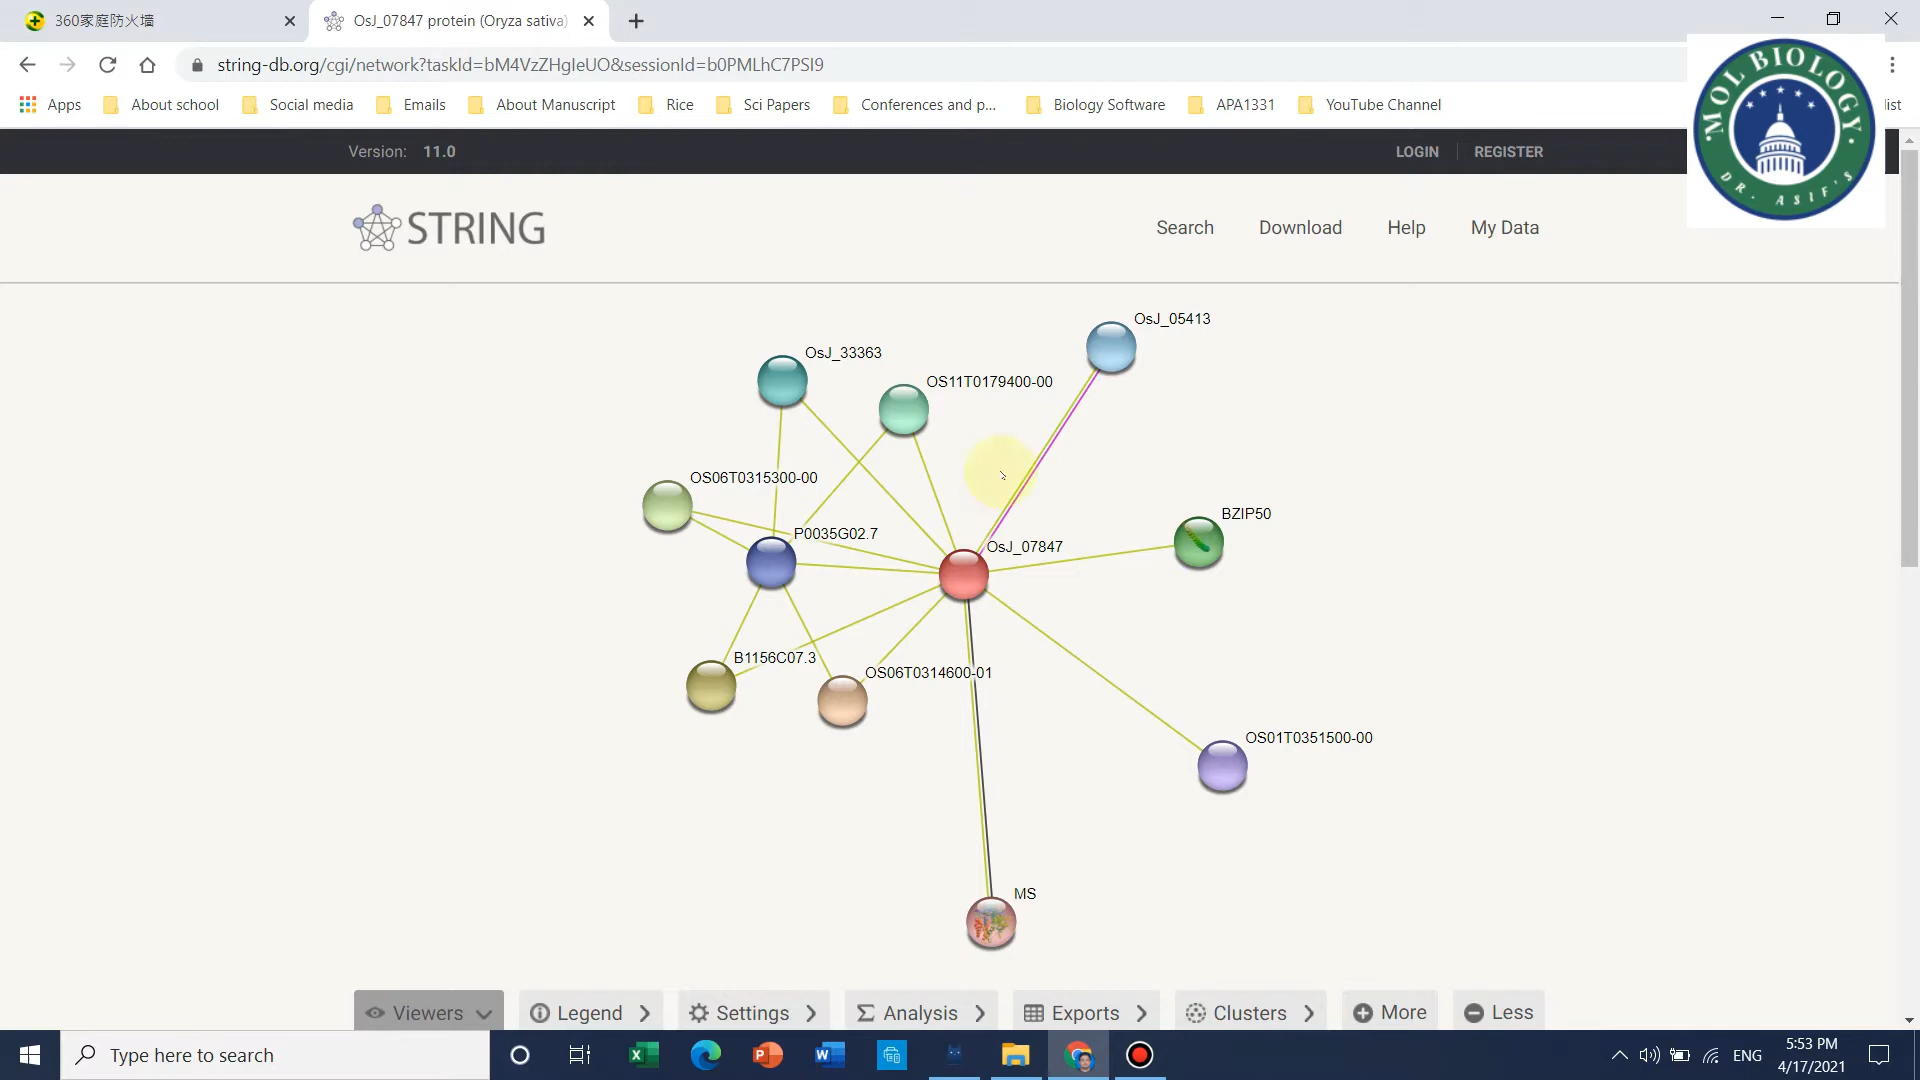 360家庭防火墙
OsJ_07847 protein (Oryza sativa)
string-db.org/cgi/network?taskId=bM4VzZHgIeUO&sessionId=b0PMLhC7PSI9
Apps About school Social media Emails About Manuscript Rice Sci Papers Conferences and p... Biology Software APA1331 YouTube Channel ist
MOL BIOLOGY
DR. ASIF'S
Version: 11.0 LOGIN REGISTER
STRING
Search Download Help My Data
OsJ_05413
OsJ_33363
OS11T0179400-00
OS06T0315300-00
BZIP50
P0035G02.7
OsJ_07847
B1156C07.3
OS06T0314600-01
OS01T0351500-00
MS
Viewers Legend Settings Analysis Exports Clusters More Less
Type here to search
ENG
5:53 PM
4/17/2021